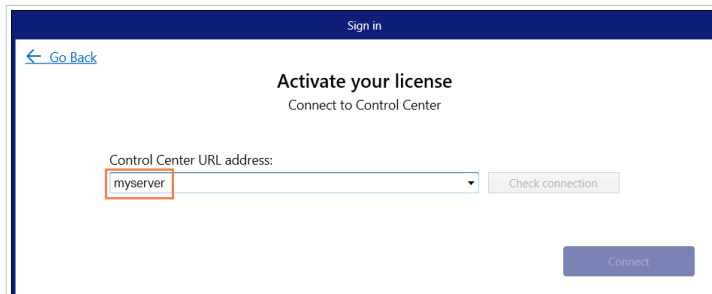 Sign in
← Go Back
Activate your license
Connect to Control Center
Control Center URL address:
myserver
Check connection
Connect